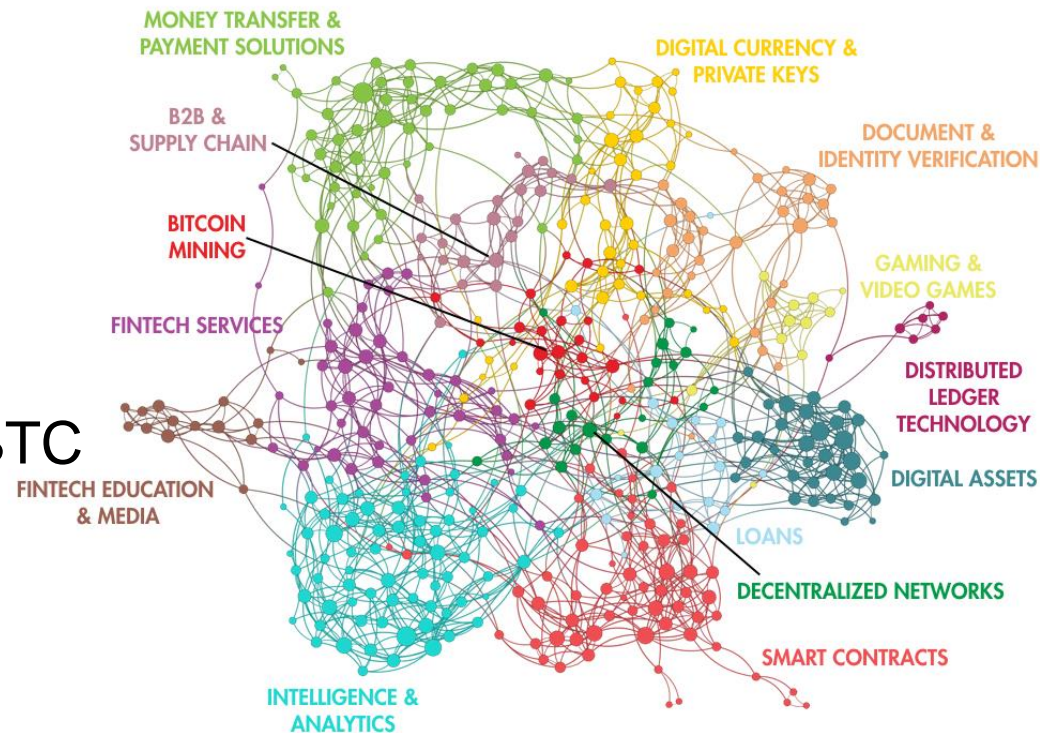 MONEY TRANSFER &
PAYMENT SOLUTIONS
DIGITAL CURRENCY &
PRIVATE KEYS
B2B &
SUPPLY CHAIN
DOCUMENT &
IDENTITY VERIFICATION
BITCOIN
MINING
GAMING &
VIDEO GAMES
FINTECH SERVICES
DISTRIBUTED
LEDGER
TECHNOLOGY
TC
FINTECH EDUCATION
& MEDIA
DIGITAL ASSETS
LOANS
DECENTRALIZED NETWORKS
SMART CONTRACTS
INTELLIGENCE &
ANALYTICS